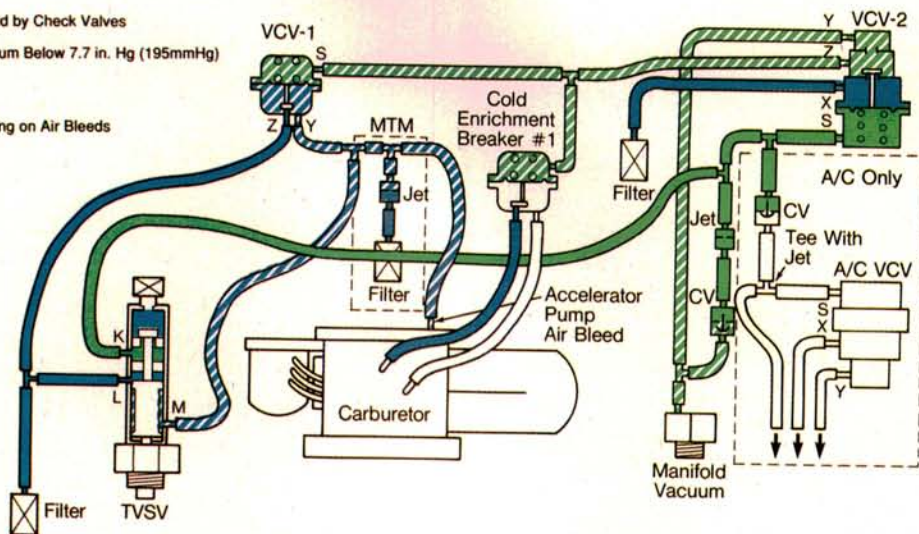 d by Check Valves
um Below 7.7 in. Hg (195mmHg)
ng on Air Bleeds
VCV-1
S
Z
Y
MTM
Jet
Filter
Cold
Enrichment
Breaker #1
Y
VCV-2
Z
X
S
Filter
A/C Only
Jet
CV
Tee With
Jet
A/C VCV
CV
S
X
Y
Accelerator
Pump
Air Bleed
K
L
M
Carburetor
Manifold
Vacuum
Filter
TVSV